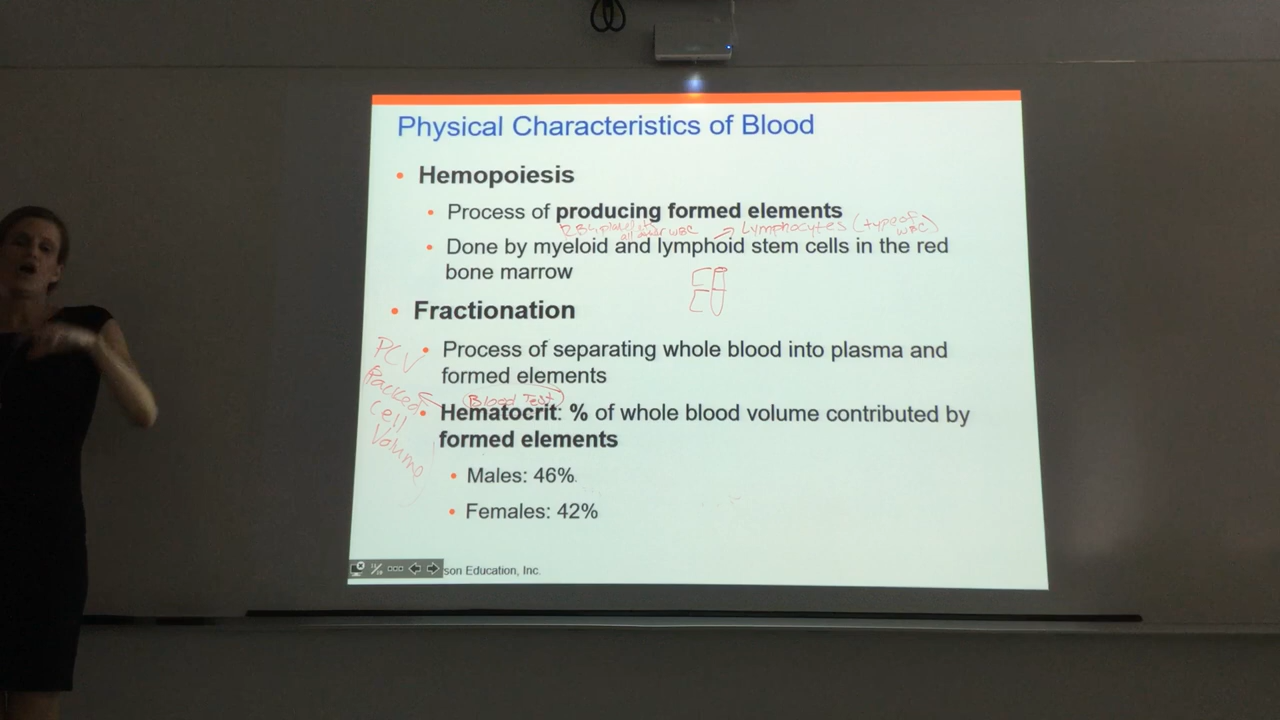 Physical Characteristics of Blood
• Hemopoiesis
• Process of producing formed elements
Lymphocytes (type of
WBC)
• Done by myeloid and lymphoid stem cells in the red
bone marrow
• Fractionation
• Process of separating whole blood into plasma and
formed elements
PCV
Packed
Cell
Volume
(Blood Test)
• Hematocrit: % of whole blood volume contributed by
formed elements
• Males: 46%
• Females: 42%
son Education, Inc.